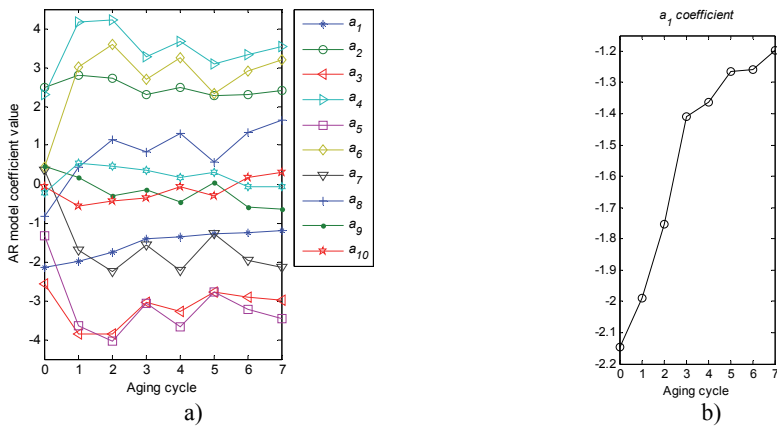 4
3
2
1
0
-1
-2
-3
-4
AR model coefficient value
0 1 2 3 4 5 6 7
Aging cycle
a)
a1
a2
a3
a4
a5
a6
a7
a8
a9
a10
a1 coefficient
-1.2
-1.3
-1.4
-1.5
-1.6
-1.7
-1.8
-1.9
-2
-2.1
-2.2
0 1 2 3 4 5 6 7
Aging cycle
b)